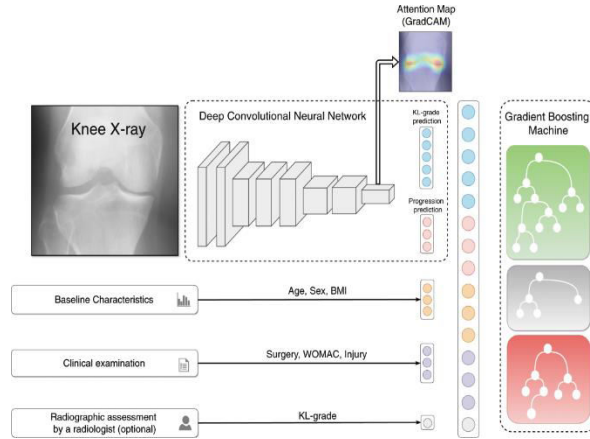 Attention Map
(GradCAM)
Knee X-ray
Deep Convolutional Neural Network
KL-grade
prediction
Progression
prediction
Gradient Boosting
Machine
Baseline Characteristics
Age, Sex, BMI
Clinical examination
Surgery, WOMAC, Injury
Radiographic assessment
by a radiologist (optional)
KL-grade